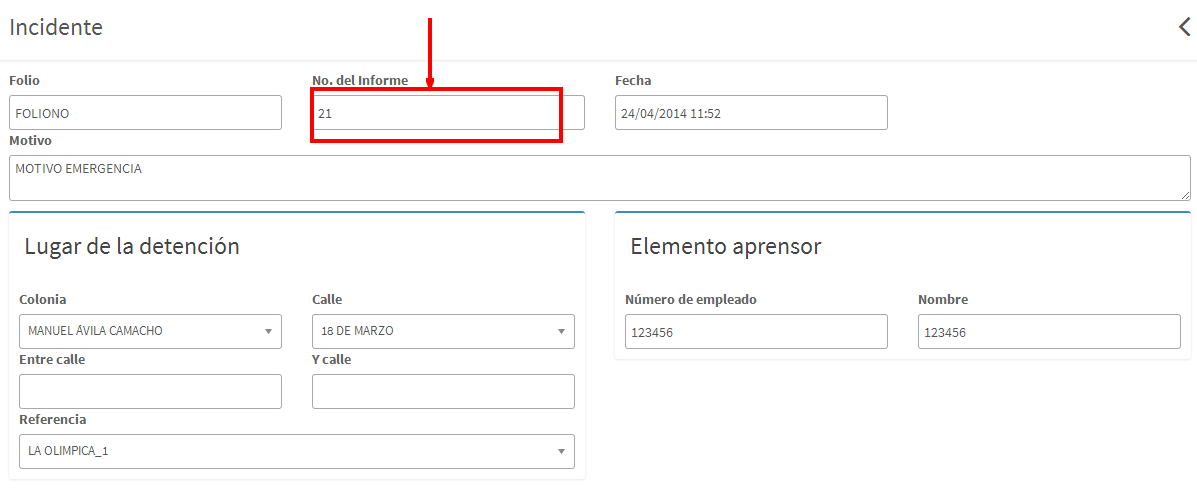 Incidente
Folio No. del Informe Fecha
FOLIONO 21 24/04/2014 11:52
Motivo
MOTIVO EMERGENCIA
Lugar de la detención
Colonia Calle
MANUEL ÁVILA CAMACHO 18 DE MARZO
Entre calle Y calle
Referencia
LA OLIMPICA_1
Elemento aprensor
Número de empleado Nombre
123456 123456